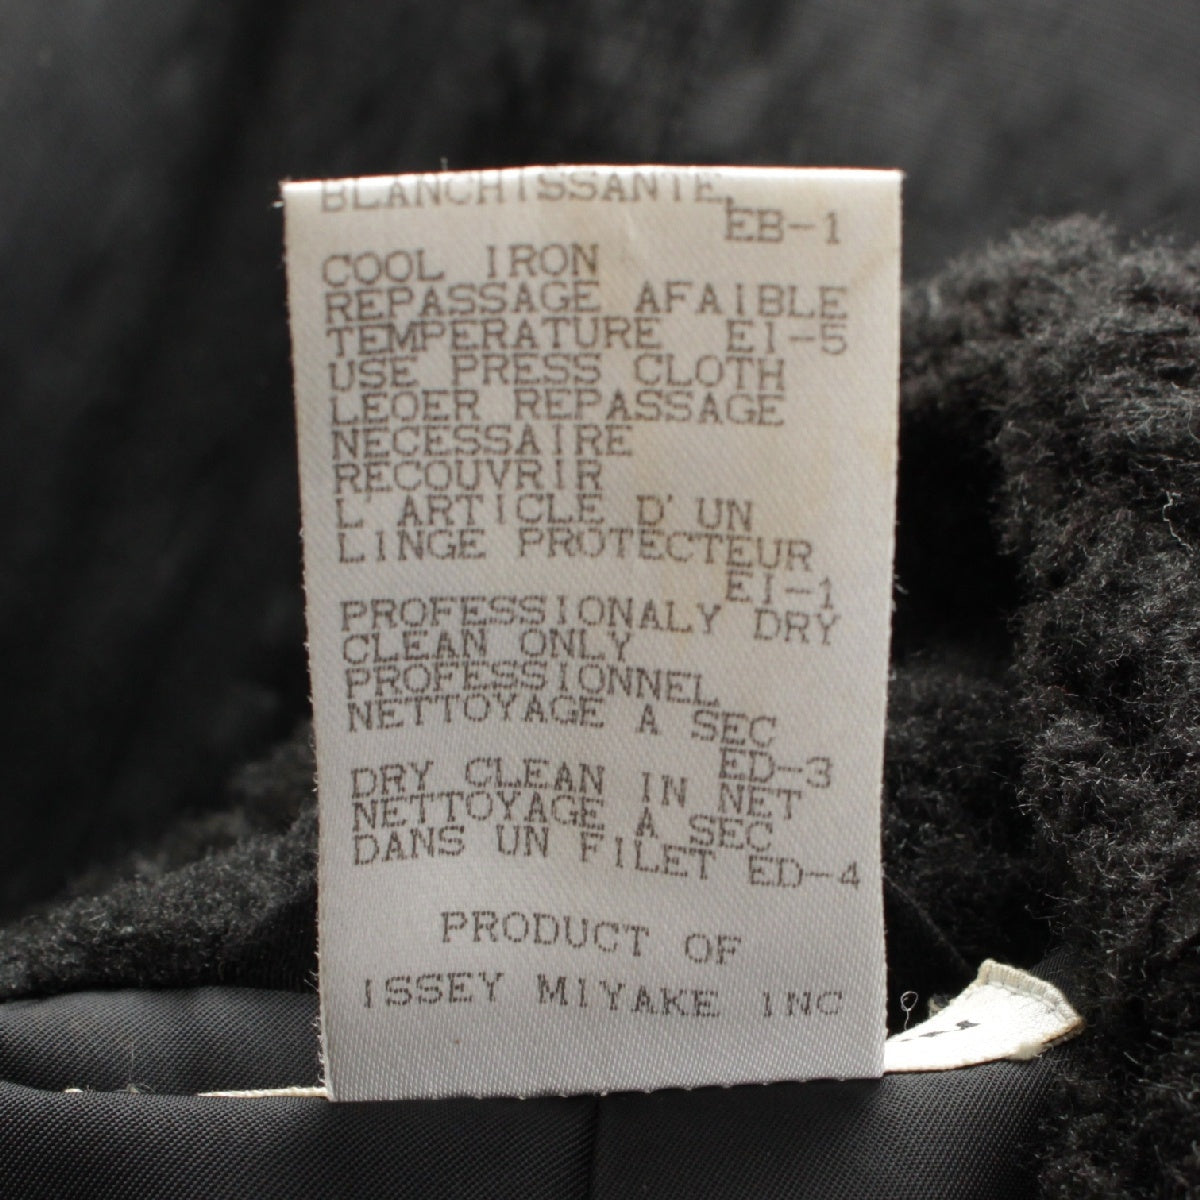 BLANCHISSANTE,
EB-1
COOL IRON
REPASSAGE AFAIBLE
TEMPERATURE EI-5
USE PRESS CLOTH
LEOER REPASSAGE
NECESSAIRE
RECOUVRIR
L'ARTICLE D'UN
LINGE PROTECTEUR
EI-1
PROFESSIONALY DRY
CLEAN ONLY
PROFESSIONNEL
NETTOYAGE A SEC
ED-3
DRY CLEAN IN NET
NETTOYAGE A SEC
DANS UN FILET ED-4
PRODUCT OF
ISSEY MIYAKE INC